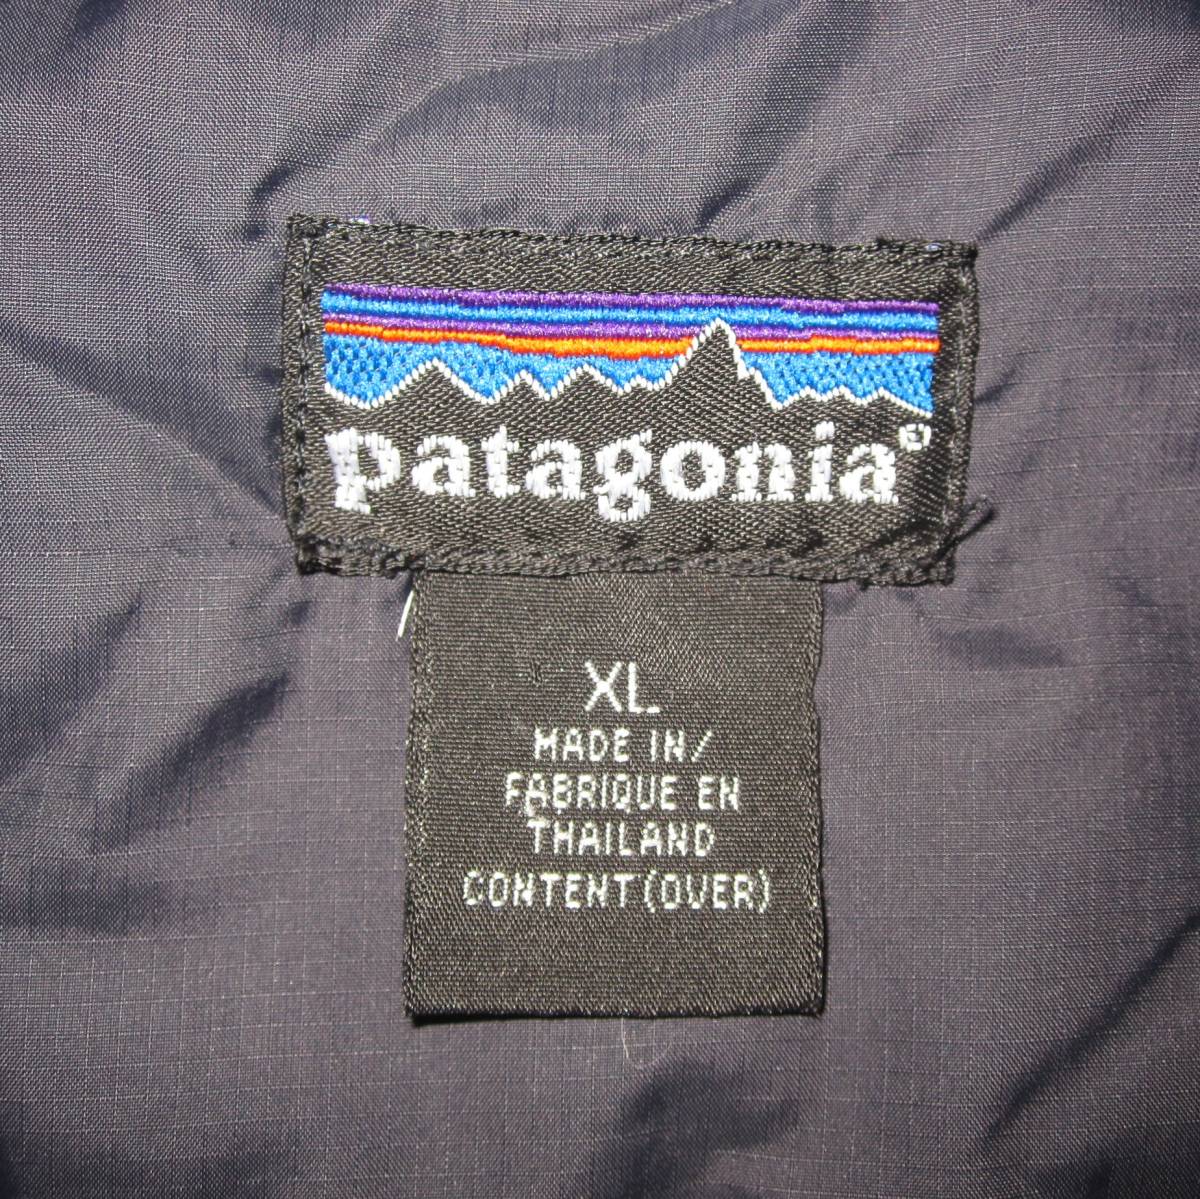 patagonia®
XL
MADE IN/
FABRIQUE EN
THAILAND
CONTENT (OVER)